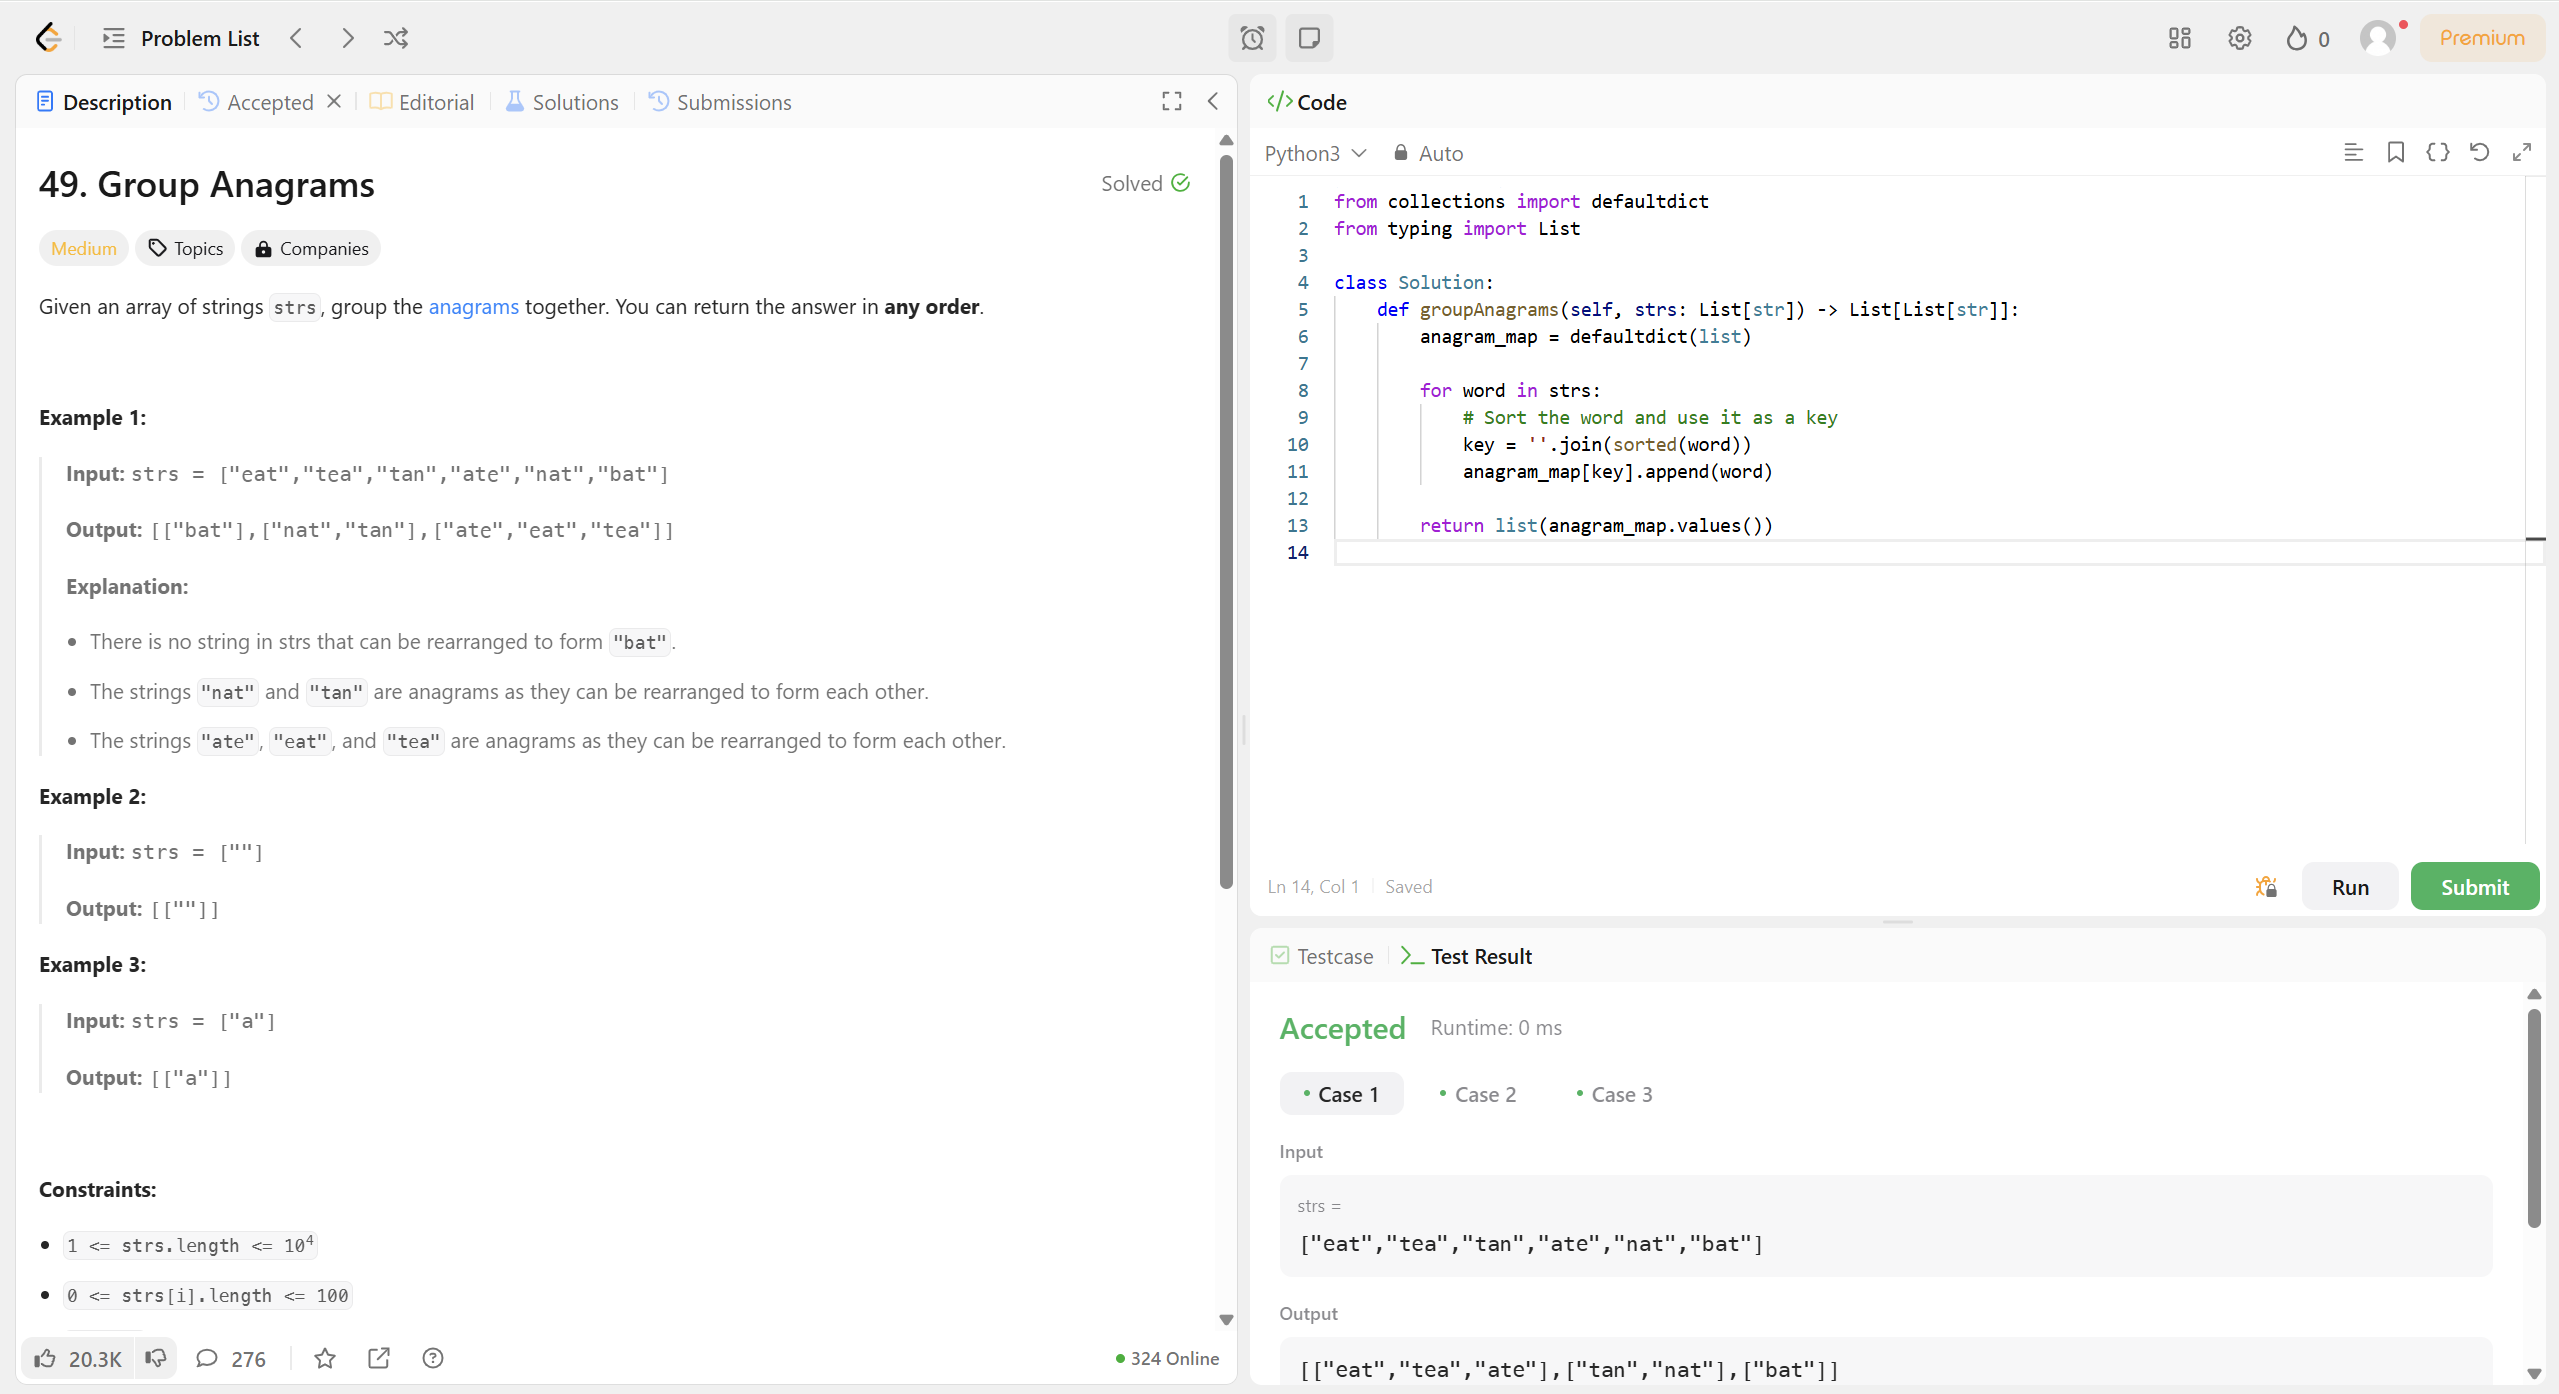 Problem List
0
Premium
Description
Accepted
Editorial
Solutions
Submissions
49. Group Anagrams
Solved
Medium
Topics
Companies
Given an array of strings strs, group the anagrams together. You can return the answer in any order.
Example 1:
Input: strs = ["eat","tea","tan","ate","nat","bat"]
Output: [["bat"],["nat","tan"],["ate","eat","tea"]]
Explanation:
• There is no string in strs that can be rearranged to form "bat".
• The strings "nat" and "tan" are anagrams as they can be rearranged to form each other.
• The strings "ate", "eat", and "tea" are anagrams as they can be rearranged to form each other.
Example 2:
Input: strs = [""]
Output: [[""]]
Example 3:
Input: strs = ["a"]
Output: [["a"]]
Constraints:
• 1 <= strs.length <= 10⁴
• 0 <= strs[i].length <= 100
20.3K
276
324 Online
</> Code
Python3
Auto
1 from collections import defaultdict
2 from typing import List
3
4 class Solution:
5     def groupAnagrams(self, strs: List[str]) -> List[List[str]]:
6         anagram_map = defaultdict(list)
7
8         for word in strs:
9             # Sort the word and use it as a key
10             key = ''.join(sorted(word))
11             anagram_map[key].append(word)
12
13         return list(anagram_map.values())
14
Ln 14, Col 1
Saved
Run
Submit
Testcase
Test Result
Accepted
Runtime: 0 ms
• Case 1
• Case 2
• Case 3
Input
strs =
["eat","tea","tan","ate","nat","bat"]
Output
[["eat","tea","ate"],["tan","nat"],["bat"]]